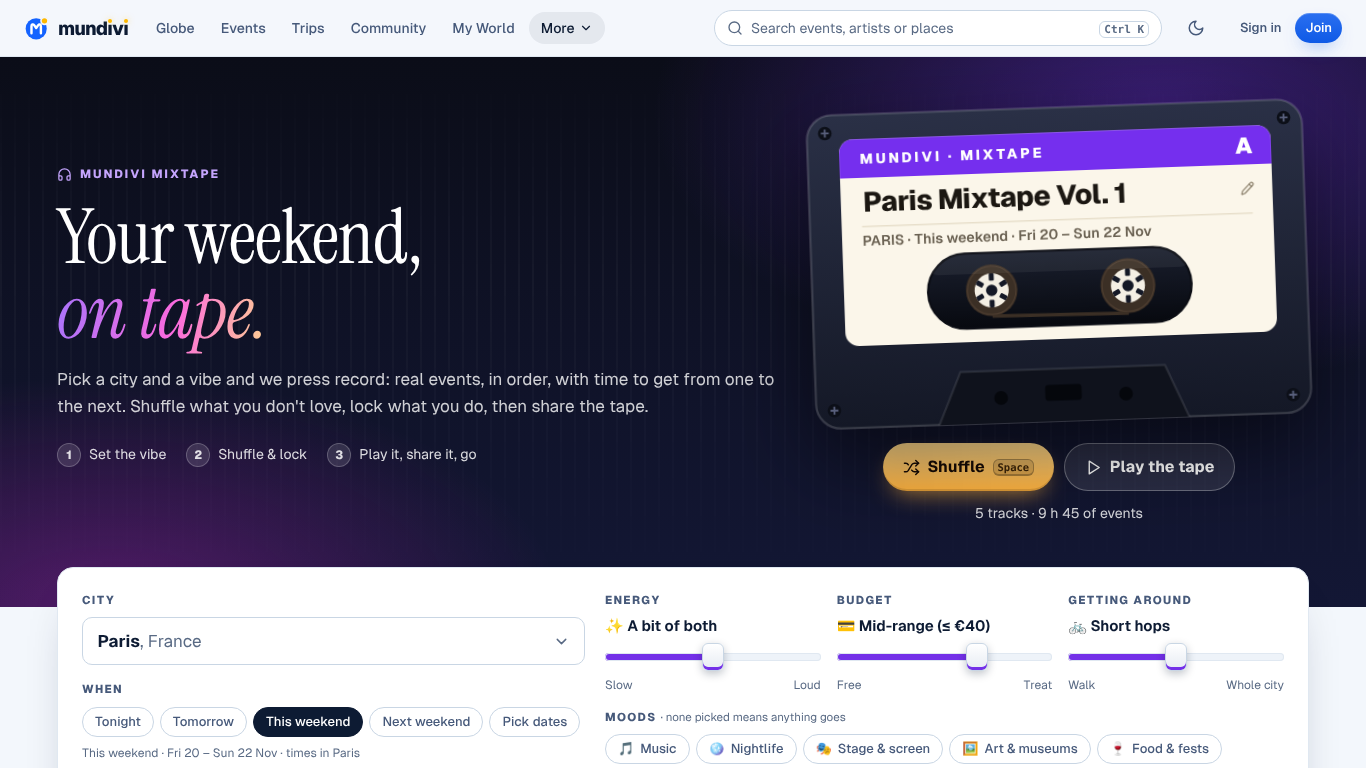 mundivi Globe Events Trips Community My World More Search events, artists or places Ctrl K Sign in Join
MUNDIVI MIXTAPE
Your weekend,
on tape.
Pick a city and a vibe and we press record: real events, in order, with time to get from one to
the next. Shuffle what you don't love, lock what you do, then share the tape.
1 Set the vibe 2 Shuffle & lock 3 Play it, share it, go
MUNDIVI · MIXTAPE A
Paris Mixtape Vol. 1
PARIS · This weekend · Fri 20 – Sun 22 Nov
Shuffle Space Play the tape
5 tracks · 9 h 45 of events
CITY
Paris, France
WHEN
Tonight Tomorrow This weekend Next weekend Pick dates
This weekend · Fri 20 – Sun 22 Nov · times in Paris
ENERGY
A bit of both
Slow Loud
BUDGET
Mid-range (≤ €40)
Free Treat
GETTING AROUND
Short hops
Walk Whole city
MOODS · none picked means anything goes
Music Nightlife Stage & screen Art & museums Food & fests